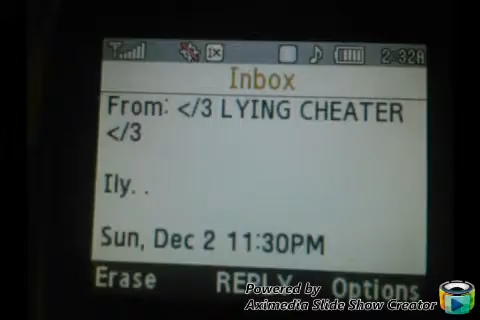 1X 2:32A
Inbox
From: </3 LYING CHEATER
</3
Ily. .
Sun, Dec 2 11:30PM
Erase REPLY Options
Powered by
Aximedia Slide Show Creator